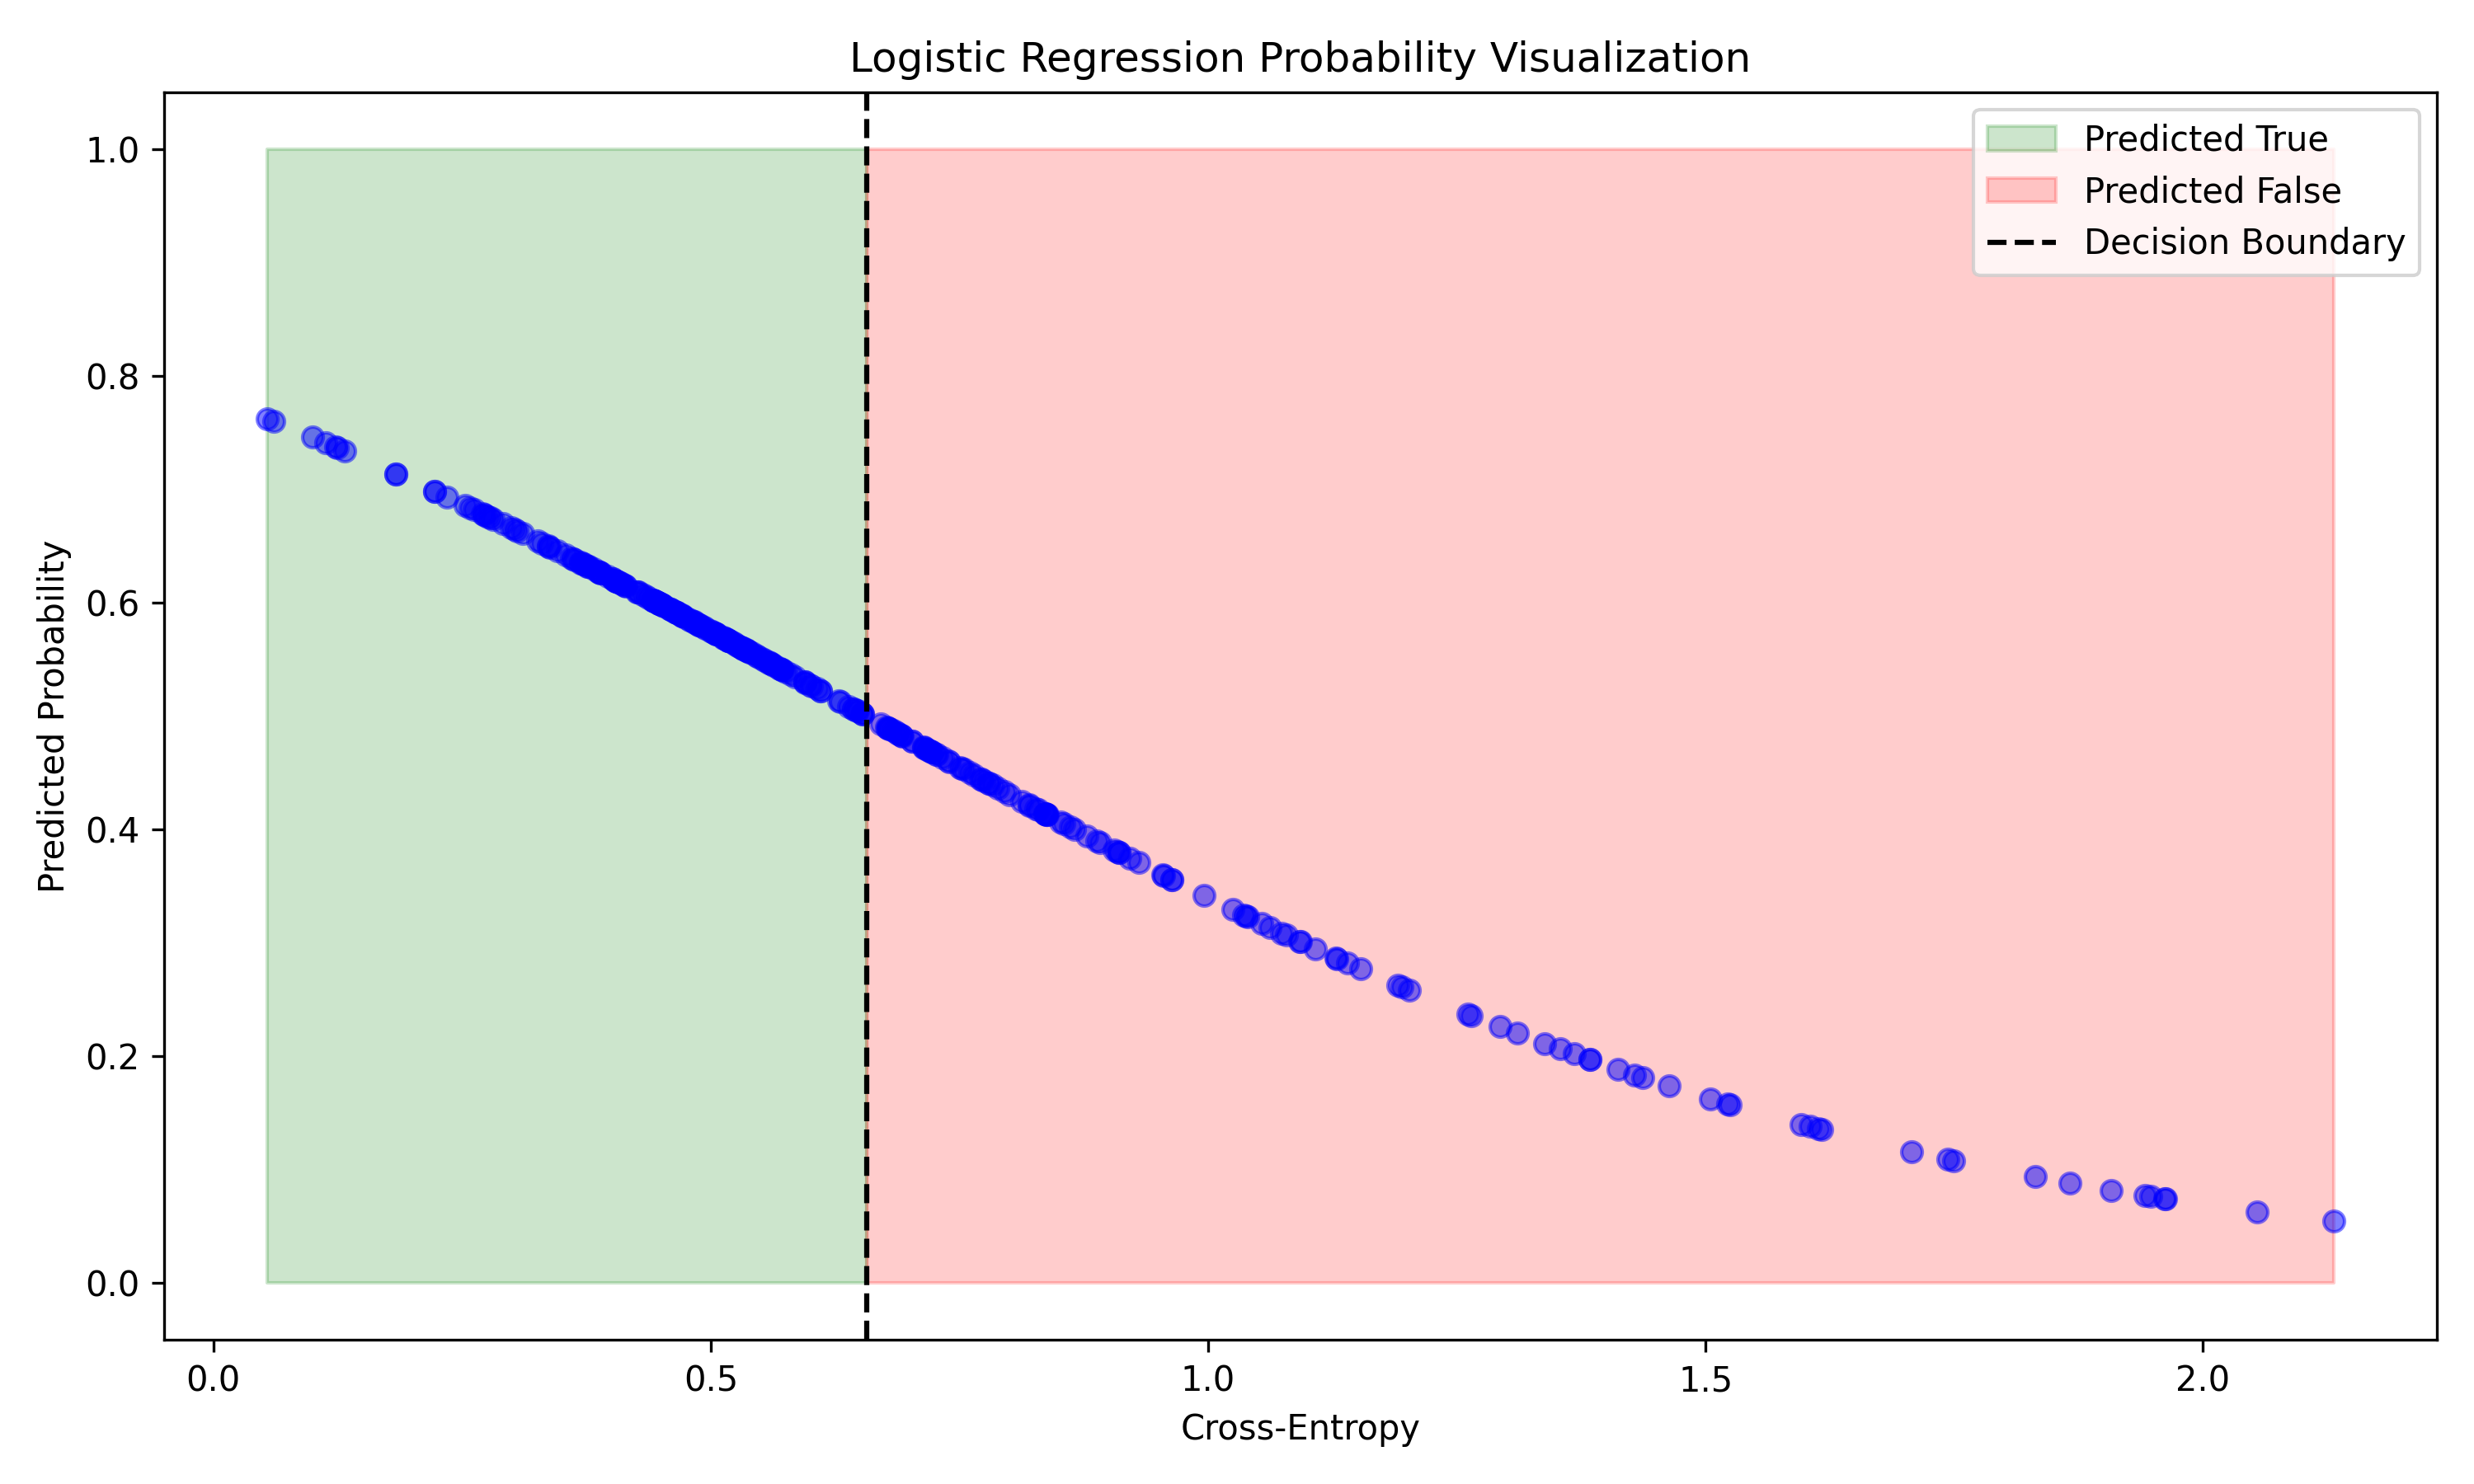 Logistic Regression Probability Visualization
Predicted True
Predicted False
Decision Boundary
Predicted Probability
1.0
0.8
0.6
0.4
0.2
0.0
0.0 0.5 1.0 1.5 2.0
Cross-Entropy